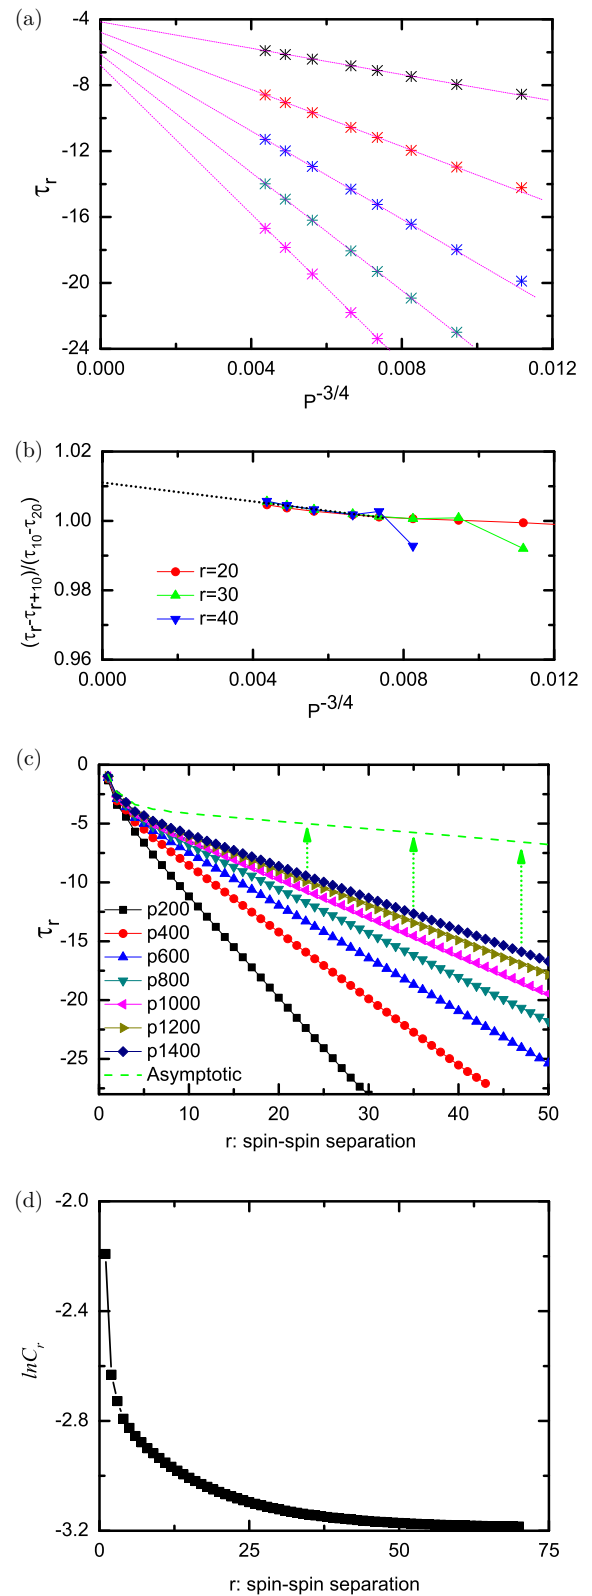 (a)
-4
-8
-12
-16
-20
-24
τr
0.000 0.004 0.008 0.012
P-3/4
(b)
1.02
1.00
0.98
0.96
(τr-τr+10)/(τ10-τ20)
r=20
r=30
r=40
0.000 0.004 0.008 0.012
P-3/4
(c)
0
-5
-10
-15
-20
-25
τr
p200
p400
p600
p800
p1000
p1200
p1400
Asymptotic
0 10 20 30 40 50
r: spin-spin separation
(d)
-2.0
-2.4
-2.8
-3.2
lnCr
0 25 50 75
r: spin-spin separation